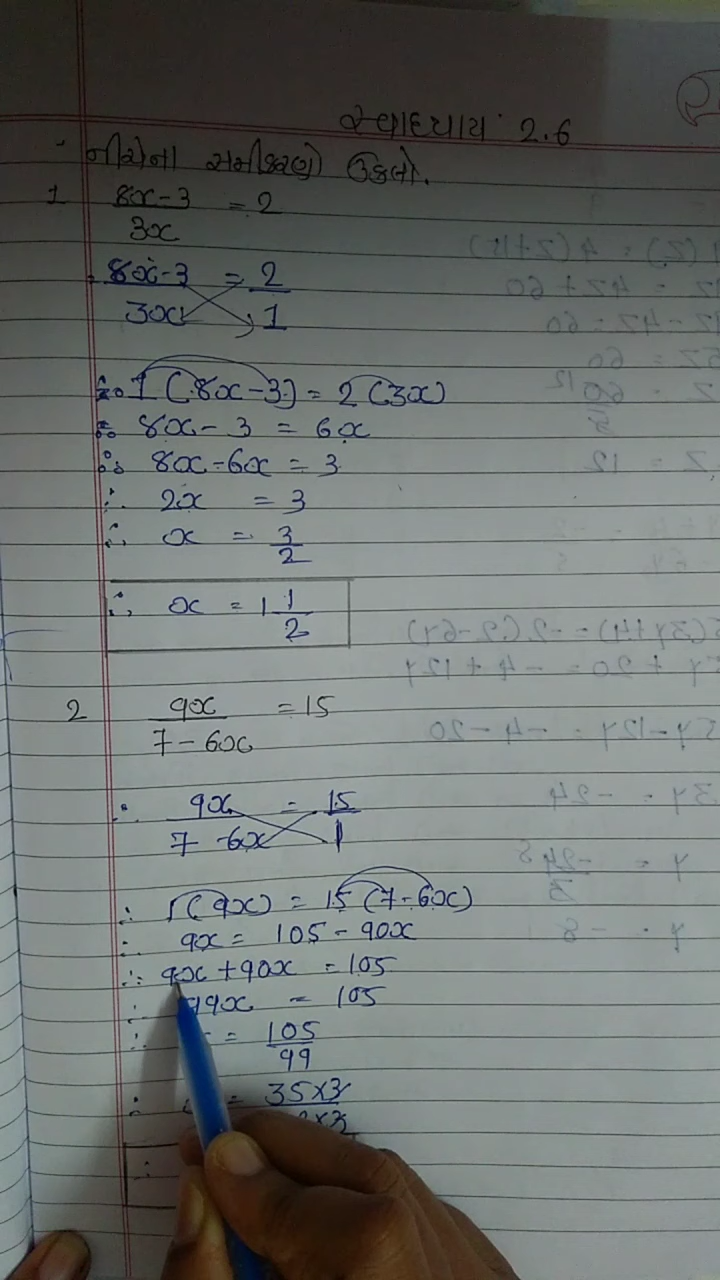 સ્વાધ્યાય 2.6
નીચેના સમીકરણો ઉકેલો.
1 8x-3 / 3x = 2
8x-3 / 3x = 2 / 1
∴ 1 (8x-3) = 2 (3x)
∴ 8x - 3 = 6x
∴ 8x - 6x = 3
∴ 2x = 3
∴ x = 3 / 2
∴ x = 1 1/2
2 9x / 7 - 6x = 15
∴ 9x / 7 - 6x = 15 / 1
∴ 1 (9x) = 15 (7-6x)
∴ 9x = 105 - 90x
∴ 9x + 90x = 105
∴ 99x = 105
∴ = 105 / 99
∴ = 35 x 3 / x 3
∴